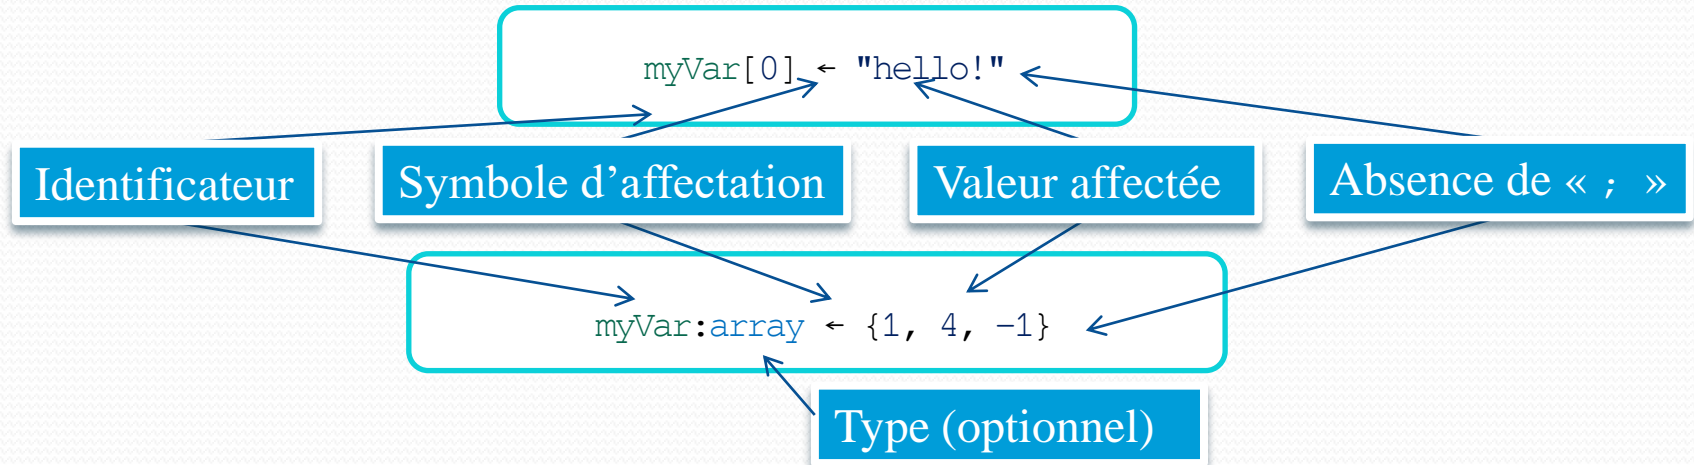 myVar[0] ← "hello!"
Identificateur
Symbole d’affectation
Valeur affectée
Absence de « ; »
myVar:array ← {1, 4, –1}
Type (optionnel)